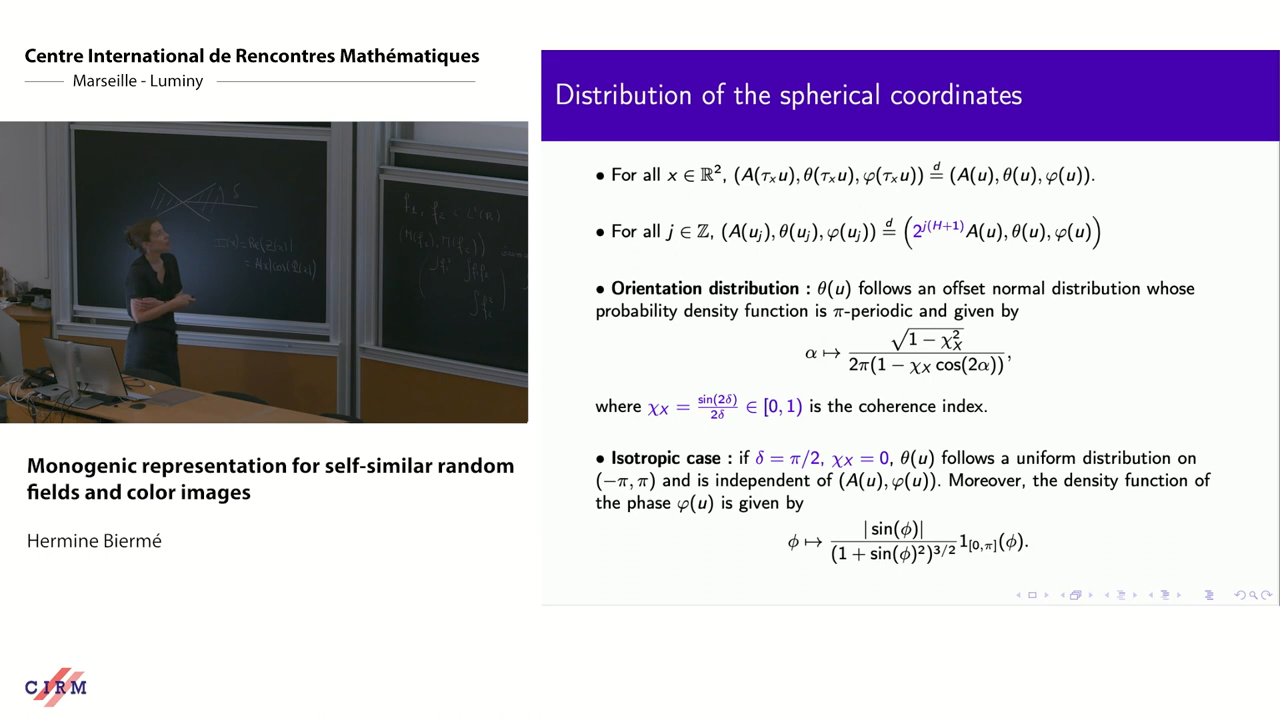 Centre International de Rencontres Mathématiques
Marseille - Luminy
Distribution of the spherical coordinates
• For all x ∈ ℝ², (A(τₓu), θ(τₓu), φ(τₓu)) =ᵈ (A(u), θ(u), φ(u)).
• For all j ∈ ℤ, (A(uⱼ), θ(uⱼ), φ(uⱼ)) =ᵈ (2^{j(H+1)}A(u), θ(u), φ(u))
• Orientation distribution : θ(u) follows an offset normal distribution whose
probability density function is π-periodic and given by
α ↦ √(1 − χ_X²) / (2π(1 − χ_X cos(2α))),
where χ_X = sin(2δ)/2δ ∈ [0, 1) is the coherence index.
• Isotropic case : if δ = π/2, χ_X = 0, θ(u) follows a uniform distribution on
(−π, π) and is independent of (A(u), φ(u)). Moreover, the density function of
the phase φ(u) is given by
ϕ ↦ |sin(ϕ)| / (1 + sin(ϕ)²)^{3/2} 1_{[0,π]}(ϕ).
Monogenic representation for self-similar random
fields and color images
Hermine Biermé
CIRM